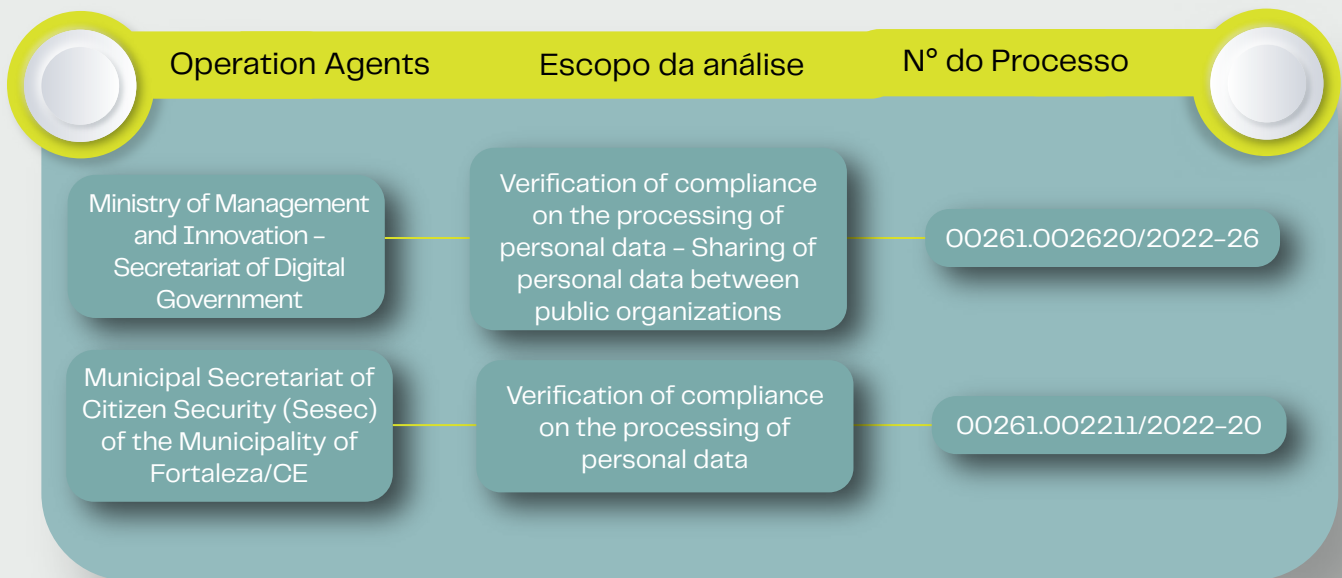 Operation Agents
Escopo da análise
N° do Processo
Ministry of Management
and Innovation –
Secretariat of Digital
Government
Verification of compliance
on the processing of
personal data – Sharing of
personal data between
public organizations
00261.002620/2022-26
Municipal Secretariat of
Citizen Security (Sesec)
of the Municipality of
Fortaleza/CE
Verification of compliance
on the processing of
personal data
00261.002211/2022-20